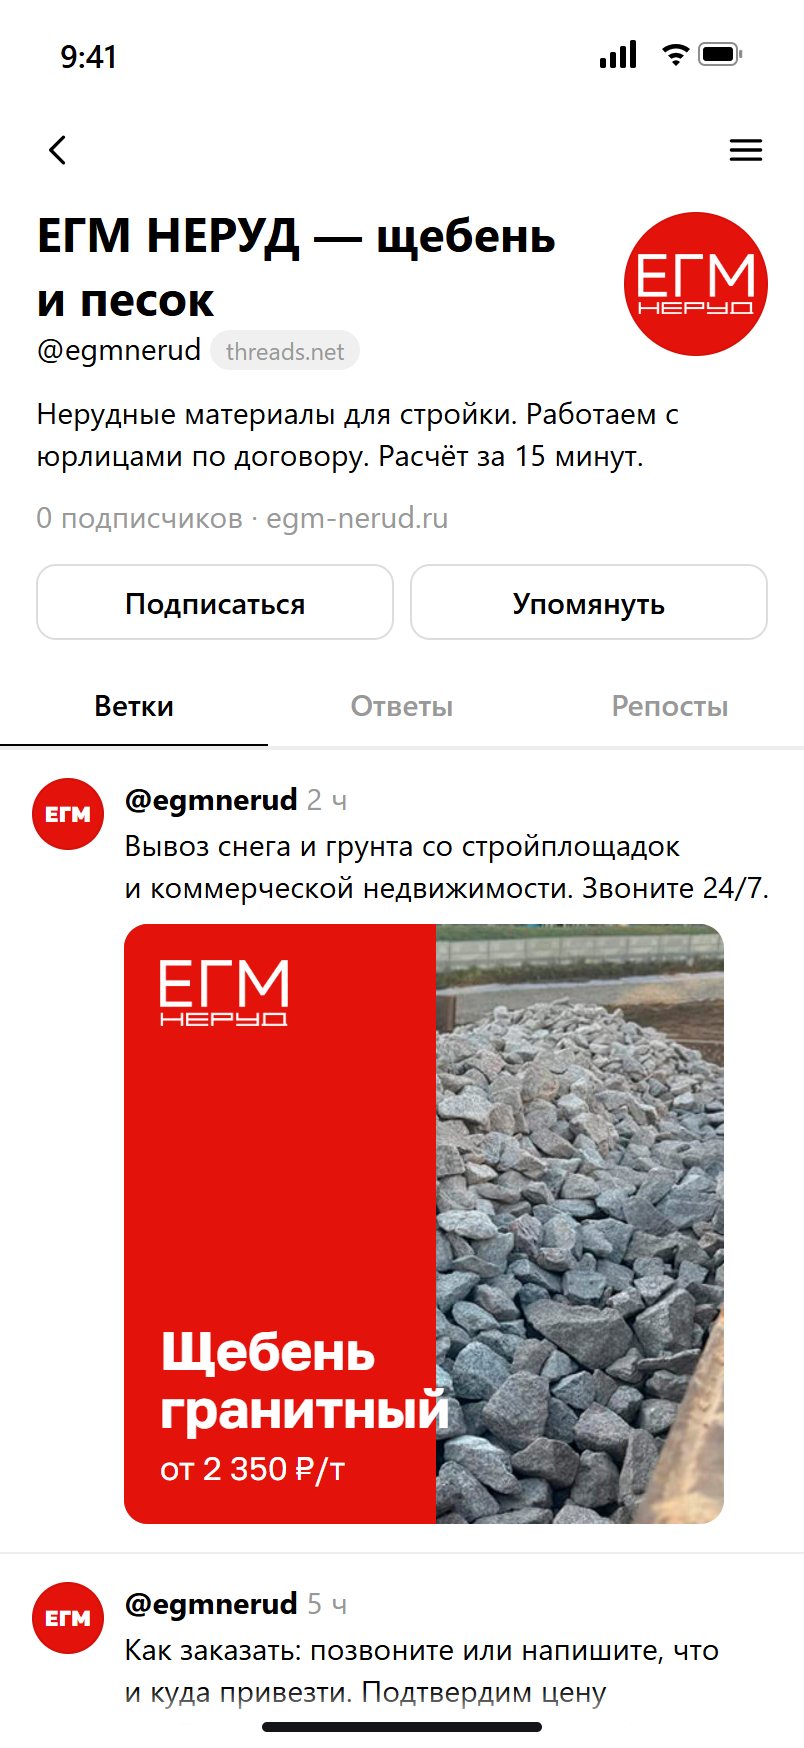 9:41
ЕГМ НЕРУД — щебень
и песок
ЕГМ
НЕРУД
@egmnerud threads.net
Нерудные материалы для стройки. Работаем с
юрлицами по договору. Расчёт за 15 минут.
0 подписчиков · egm-nerud.ru
Подписаться Упомянуть
Ветки Ответы Репосты
ЕГМ
@egmnerud 2 ч
Вывоз снега и грунта со стройплощадок
и коммерческой недвижимости. Звоните 24/7.
ЕГМ
НЕРУД
Щебень
гранитный
от 2 350 ₽/т
ЕГМ
@egmnerud 5 ч
Как заказать: позвоните или напишите, что
и куда привезти. Подтвердим цену